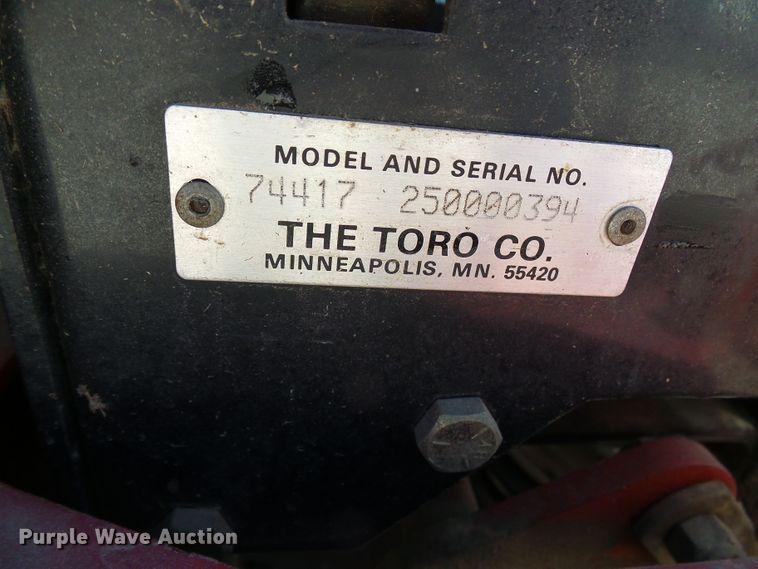 MODEL AND SERIAL NO.
74417 250000394
THE TORO CO.
MINNEAPOLIS, MN. 55420
Purple Wave Auction